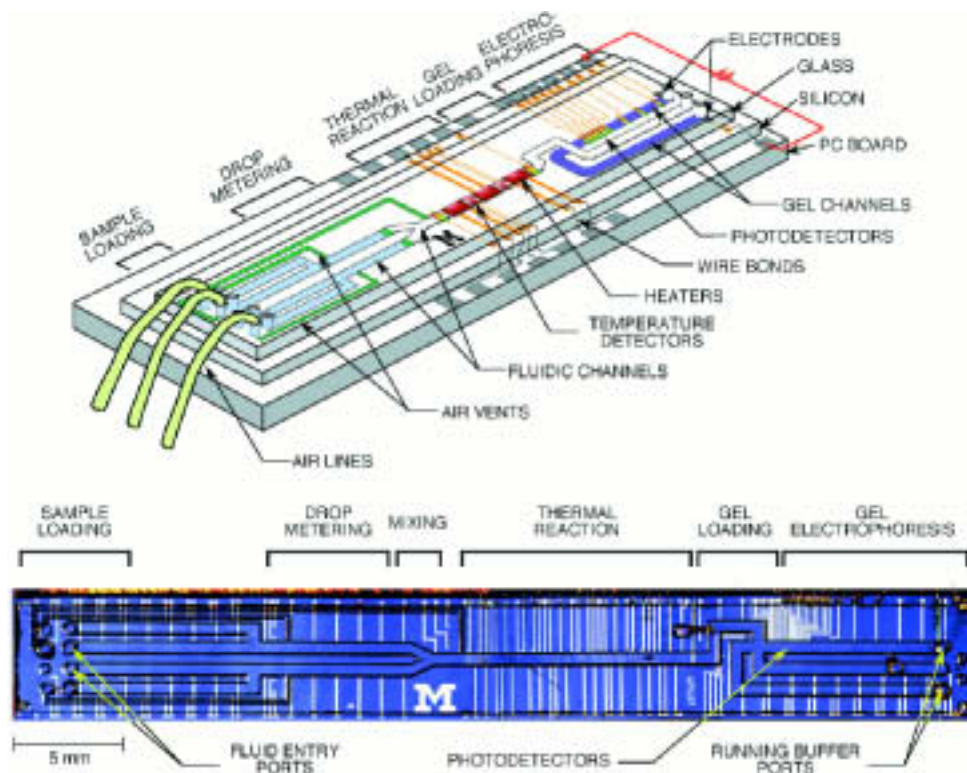 ELECTRO-
PHORESIS
GEL
LOADING
THERMAL
REACTION
DROP
METERING
SAMPLE
LOADING
ELECTRODES
GLASS
SILICON
PC BOARD
GEL CHANNELS
PHOTODETECTORS
WIRE BONDS
HEATERS
TEMPERATURE
DETECTORS
FLUIDIC CHANNELS
AIR VENTS
AIR LINES
SAMPLE
LOADING
DROP
METERING
MIXING
THERMAL
REACTION
GEL
LOADING
GEL
ELECTROPHORESIS
M
5 mm
FLUID ENTRY
PORTS
PHOTODETECTORS
RUNNING BUFFER
PORTS